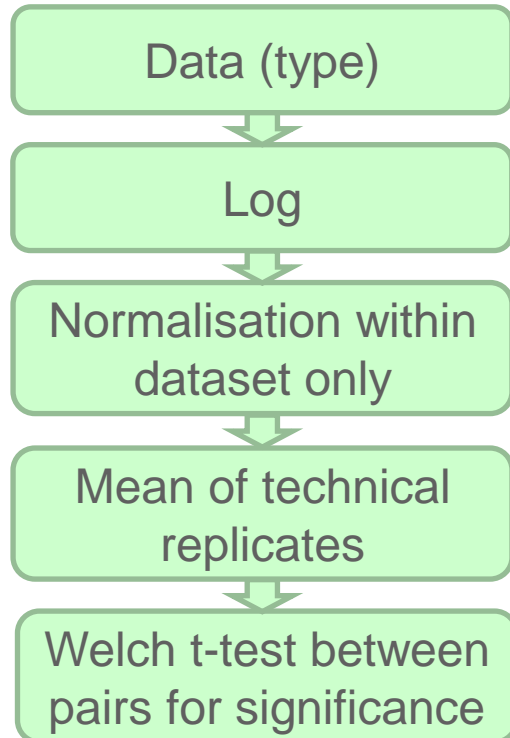 Data (type)
Log
Normalisation within
dataset only
Mean of technical
replicates
Welch t-test between
pairs for significance